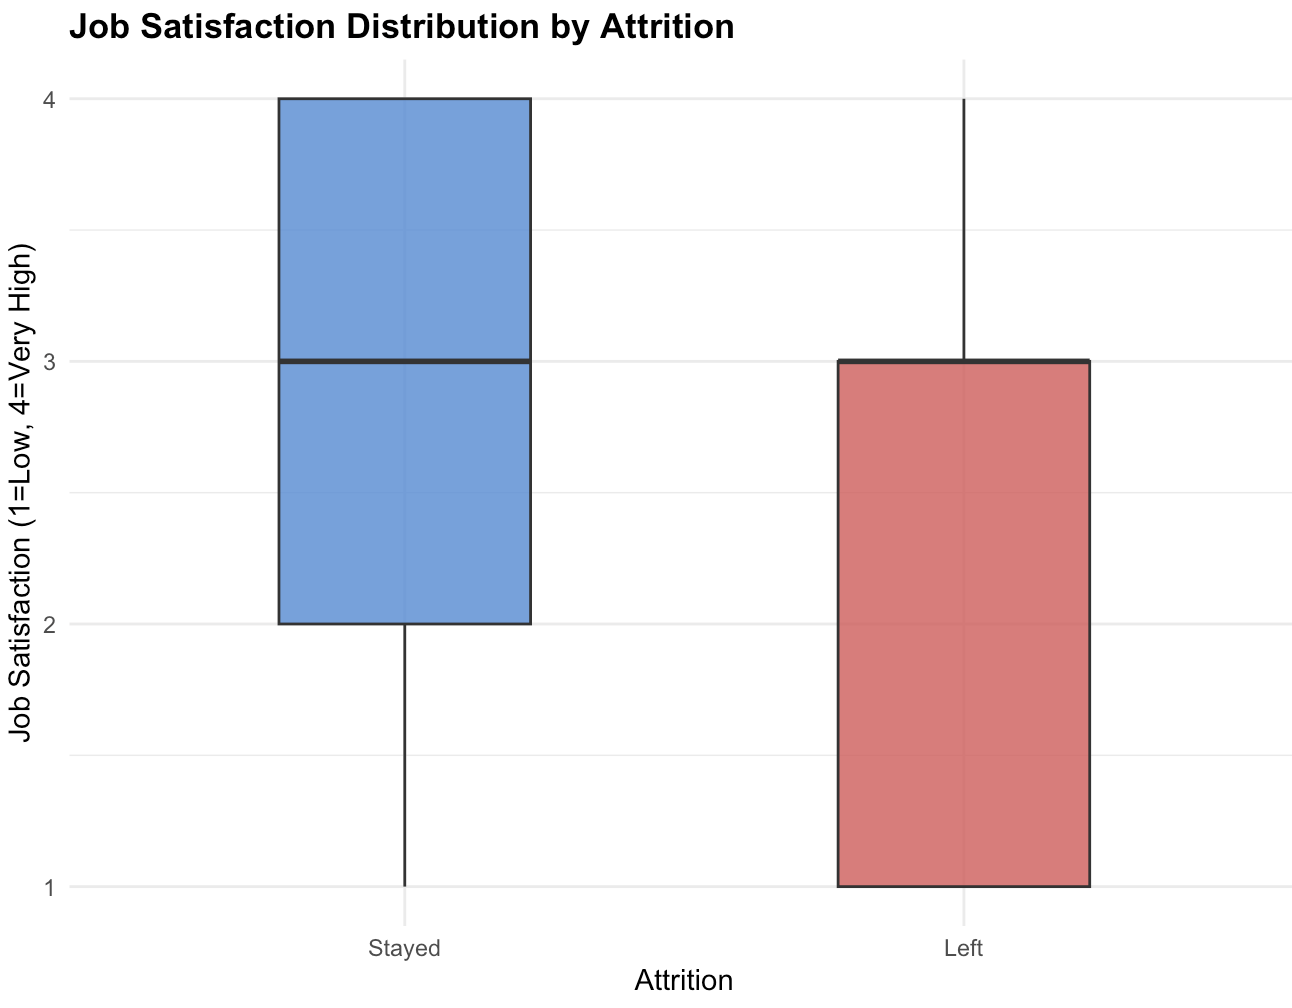 Job Satisfaction Distribution by Attrition
Job Satisfaction (1=Low, 4=Very High)
4
3
2
1
Stayed
Left
Attrition